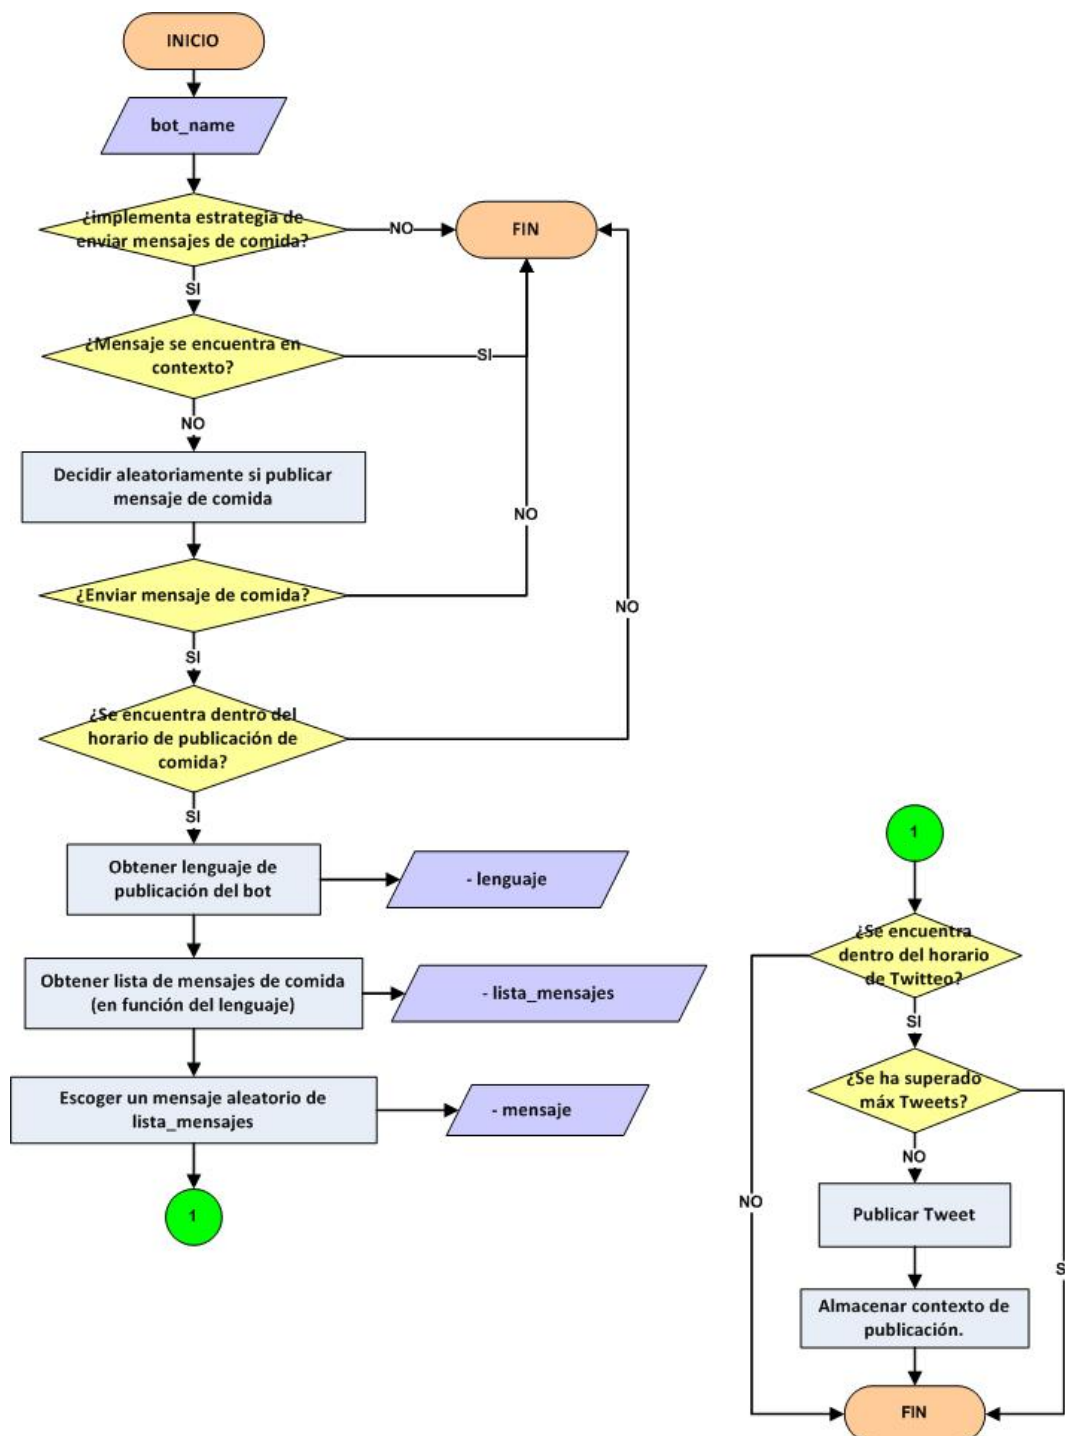 INICIO
bot_name
¿implementa estrategia de
enviar mensajes de comida?
NO
FIN
SI
¿Mensaje se encuentra en
contexto?
SI
NO
Decidir aleatoriamente si publicar
mensaje de comida
NO
¿Enviar mensaje de comida?
NO
SI
¿Se encuentra dentro del
horario de publicación de
comida?
SI
Obtener lenguaje de
publicación del bot
- lenguaje
Obtener lista de mensajes de comida
(en función del lenguaje)
- lista_mensajes
Escoger un mensaje aleatorio de
lista_mensajes
- mensaje
1
1
¿Se encuentra
dentro del horario
de Twitteo?
SI
¿Se ha superado
máx Tweets?
NO
NO
Publicar Tweet
S
Almacenar contexto de
publicación.
FIN